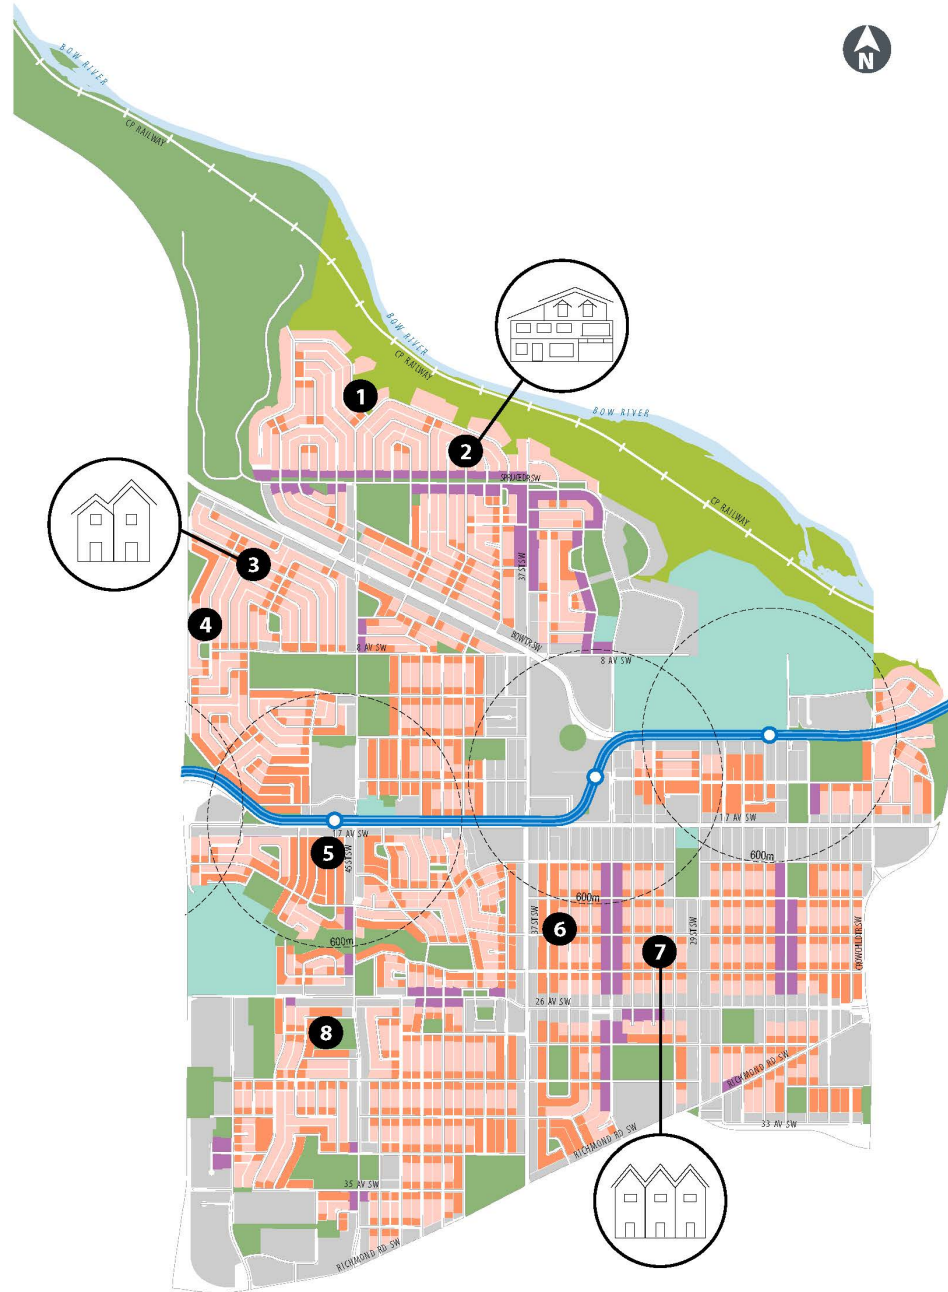 N
BOW RIVER
CP RAILWAY
BOW RIVER
CP RAILWAY
BOW RIVER
1
2
SPRUCE DR SW
CP RAILWAY
3
37 ST SW
4
BOW TR SW
8 AV SW
8 AV SW
17 AV SW
17 AV SW
5
45 ST SW
600m
600m
600m
6
37 ST SW
7
29 ST SW
CROWCHILD TR SW
26 AV SW
8
RICHMOND RD SW
33 AV SW
RICHMOND RD SW
35 AV SW
RICHMOND RD SW